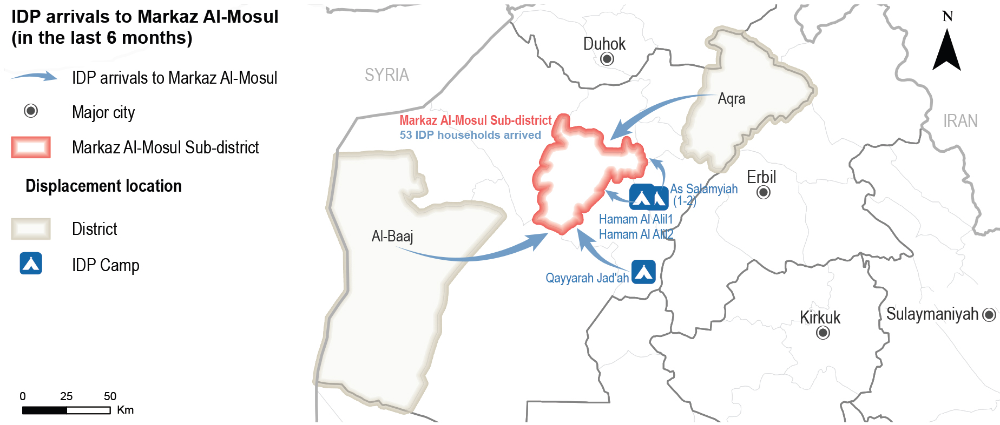 IDP arrivals to Markaz Al-Mosul
(in the last 6 months)
IDP arrivals to Markaz Al-Mosul
Major city
Markaz Al-Mosul Sub-district
Displacement location
District
IDP Camp
0 25 50
Km
N
SYRIA
Duhok
Aqra
IRAN
Markaz Al-Mosul Sub-district
53 IDP households arrived
Erbil
As Salamyiah
(1-2)
Hamam Al Alil1
Hamam Al Alil2
Al-Baaj
Qayyarah Jad'ah
Kirkuk
Sulaymaniyah